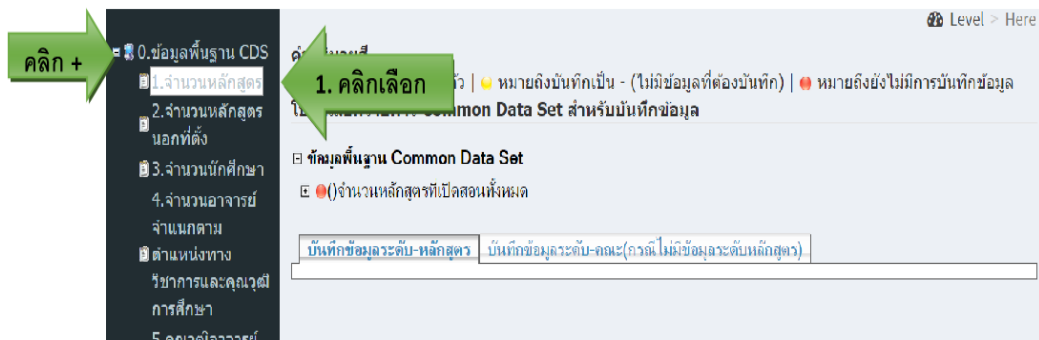 Level > Here
คลิก +
0.ข้อมูลพื้นฐาน CDS
1.จำนวนหลักสูตร
2.จำนวนหลักสูตร
นอกที่ตั้ง
3.จำนวนนักศึกษา
4.จำนวนอาจารย์
จำแนกตาม
ตำแหน่งทาง
วิชาการและคุณวุฒิ
การศึกษา
1. คลิกเลือก
| หมายถึงบันทึกเป็น - (ไม่มีข้อมูลที่ต้องบันทึก) | หมายถึงยังไม่มีการบันทึกข้อมูล
Common Data Set สำหรับบันทึกข้อมูล
ข้อมูลพื้นฐาน Common Data Set
()จำนวนหลักสูตรที่เปิดสอนทั้งหมด
บันทึกข้อมูลระดับ-หลักสูตร บันทึกข้อมูลระดับ-คณะ(กรณีไม่มีข้อมูลระดับหลักสูตร)